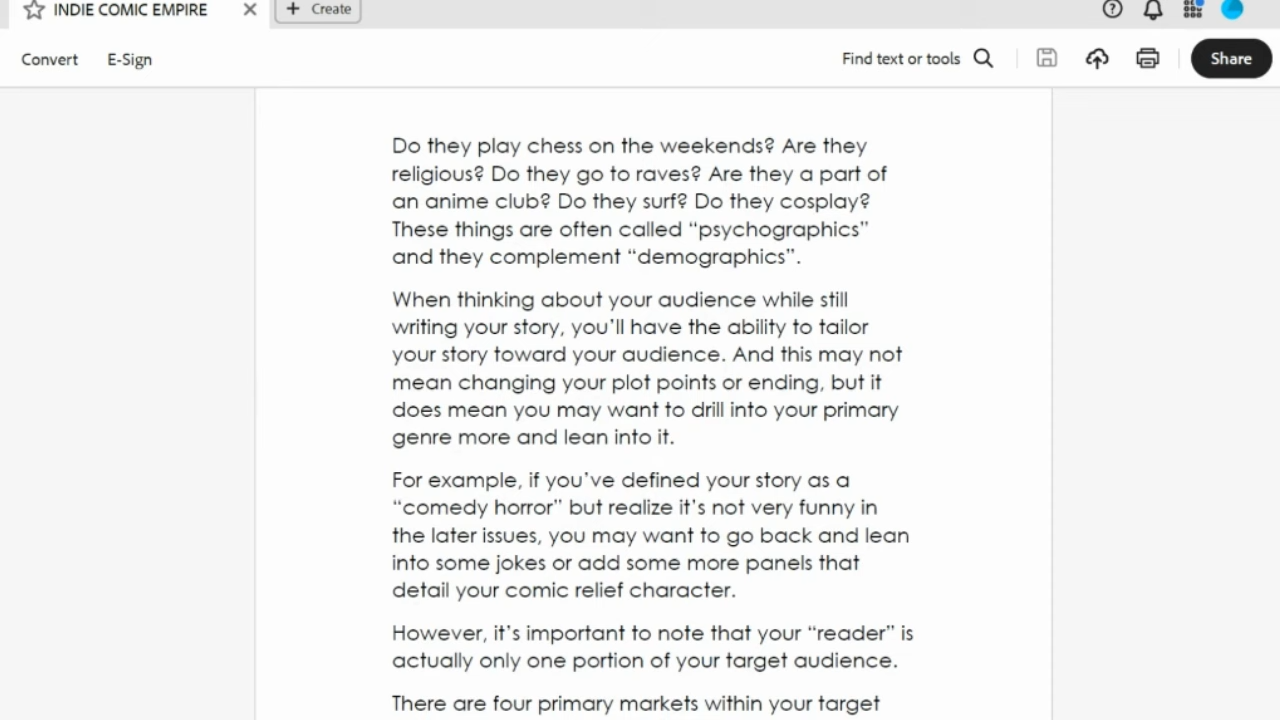 INDIE COMIC EMPIRE
Create
Convert
E-Sign
Find text or tools
Share
Do they play chess on the weekends? Are they
religious? Do they go to raves? Are they a part of
an anime club? Do they surf? Do they cosplay?
These things are often called “psychographics”
and they complement “demographics”.
When thinking about your audience while still
writing your story, you’ll have the ability to tailor
your story toward your audience. And this may not
mean changing your plot points or ending, but it
does mean you may want to drill into your primary
genre more and lean into it.
For example, if you’ve defined your story as a
“comedy horror” but realize it’s not very funny in
the later issues, you may want to go back and lean
into some jokes or add some more panels that
detail your comic relief character.
However, it’s important to note that your “reader” is
actually only one portion of your target audience.
There are four primary markets within your target